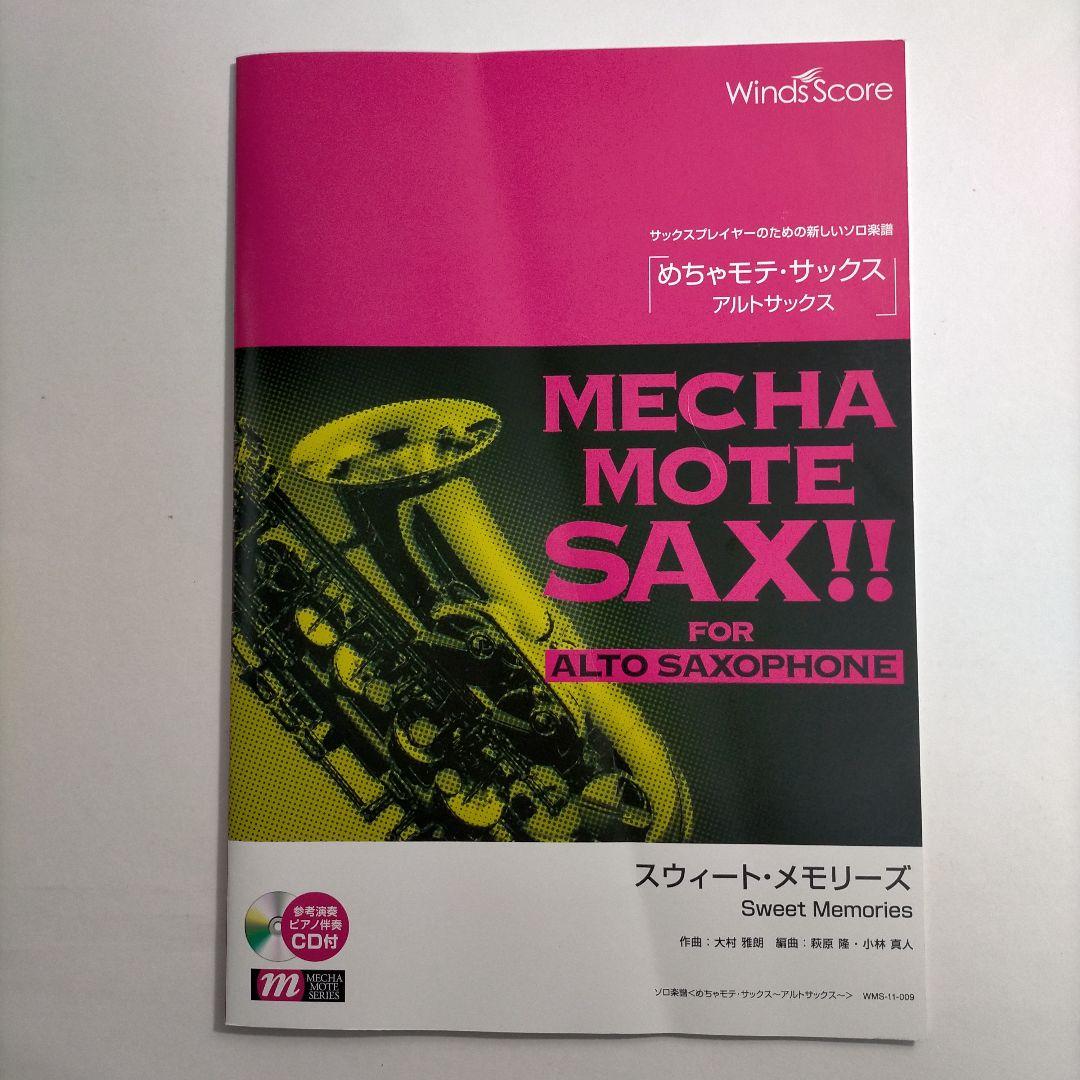 Winds Score
サックスプレイヤーのための新しいソロ楽譜
「めちゃモテ・サックス
アルトサックス」
MECHA
MOTE
SAX!!
FOR
ALTO SAXOPHONE
スウィート・メモリーズ
Sweet Memories
作曲：大村 雅朗 編曲：萩原 隆・小林 真人
ソロ楽譜<めちゃモテ・サックス～アルトサックス～> WMS-11-009
参考演奏
ピアノ伴奏
CD付
m
MECHA
MOTE
SERIES